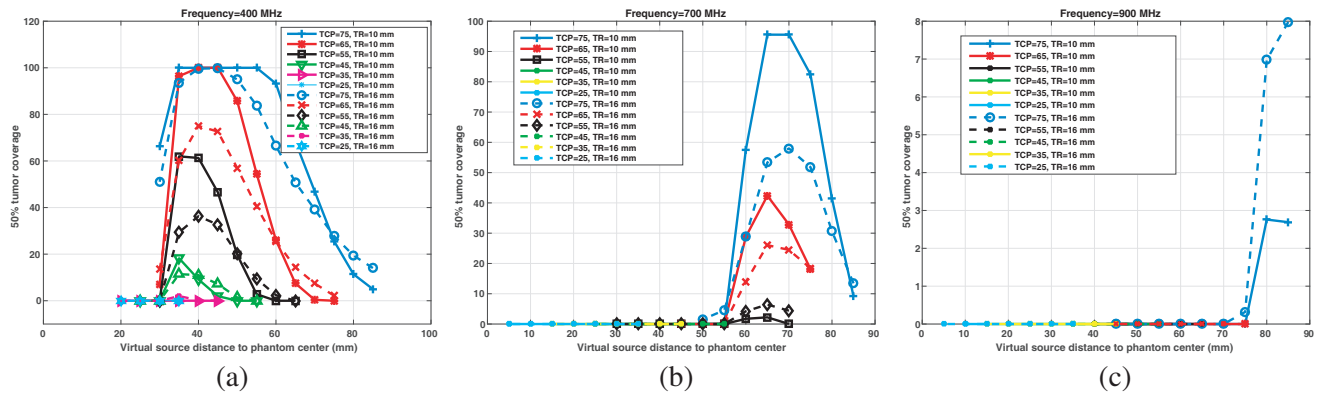 Frequency=400 MHz
TCP=75, TR=10 mm
TCP=65, TR=10 mm
TCP=55, TR=10 mm
TCP=45, TR=10 mm
TCP=35, TR=10 mm
TCP=25, TR=10 mm
TCP=75, TR=16 mm
TCP=65, TR=16 mm
TCP=55, TR=16 mm
TCP=45, TR=16 mm
TCP=35, TR=16 mm
TCP=25, TR=16 mm
50% tumor coverage
120
100
80
60
40
20
0
0 20 40 60 80 100
Virtual source distance to phantom center (mm)
(a)
Frequency=700 MHz
TCP=75, TR=10 mm
TCP=65, TR=10 mm
TCP=55, TR=10 mm
TCP=45, TR=10 mm
TCP=35, TR=10 mm
TCP=25, TR=10 mm
TCP=75, TR=16 mm
TCP=65, TR=16 mm
TCP=55, TR=16 mm
TCP=45, TR=16 mm
TCP=35, TR=16 mm
TCP=25, TR=16 mm
50% tumor coverage
100
90
80
70
60
50
40
30
20
10
0
0 10 20 30 40 50 60 70 80 90
Virtual source distance to phantom center
(b)
Frequency=900 MHz
TCP=75, TR=10 mm
TCP=65, TR=10 mm
TCP=55, TR=10 mm
TCP=45, TR=10 mm
TCP=35, TR=10 mm
TCP=25, TR=10 mm
TCP=75, TR=16 mm
TCP=55, TR=16 mm
TCP=45, TR=16 mm
TCP=35, TR=16 mm
TCP=25, TR=16 mm
50% tumor coverage
8
7
6
5
4
3
2
1
0
0 10 20 30 40 50 60 70 80 90
Virtual source distance to phantom center
(c)